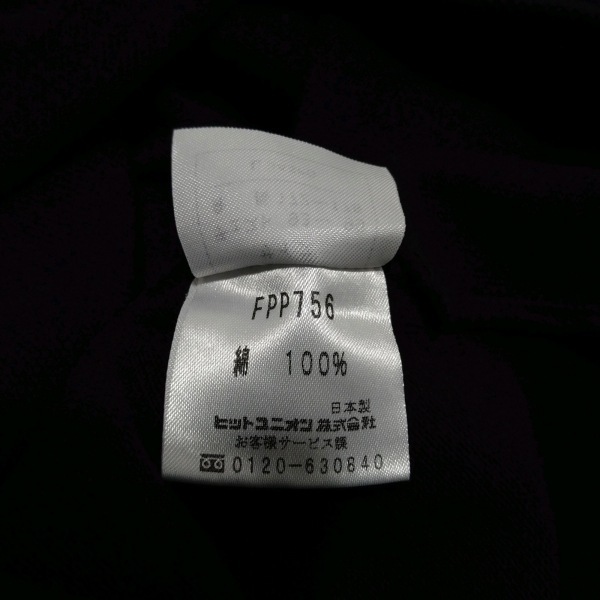 FPP756
綿 100%
日本製
ヒットユニオン株式会社
お客様サービス課
0120-630840